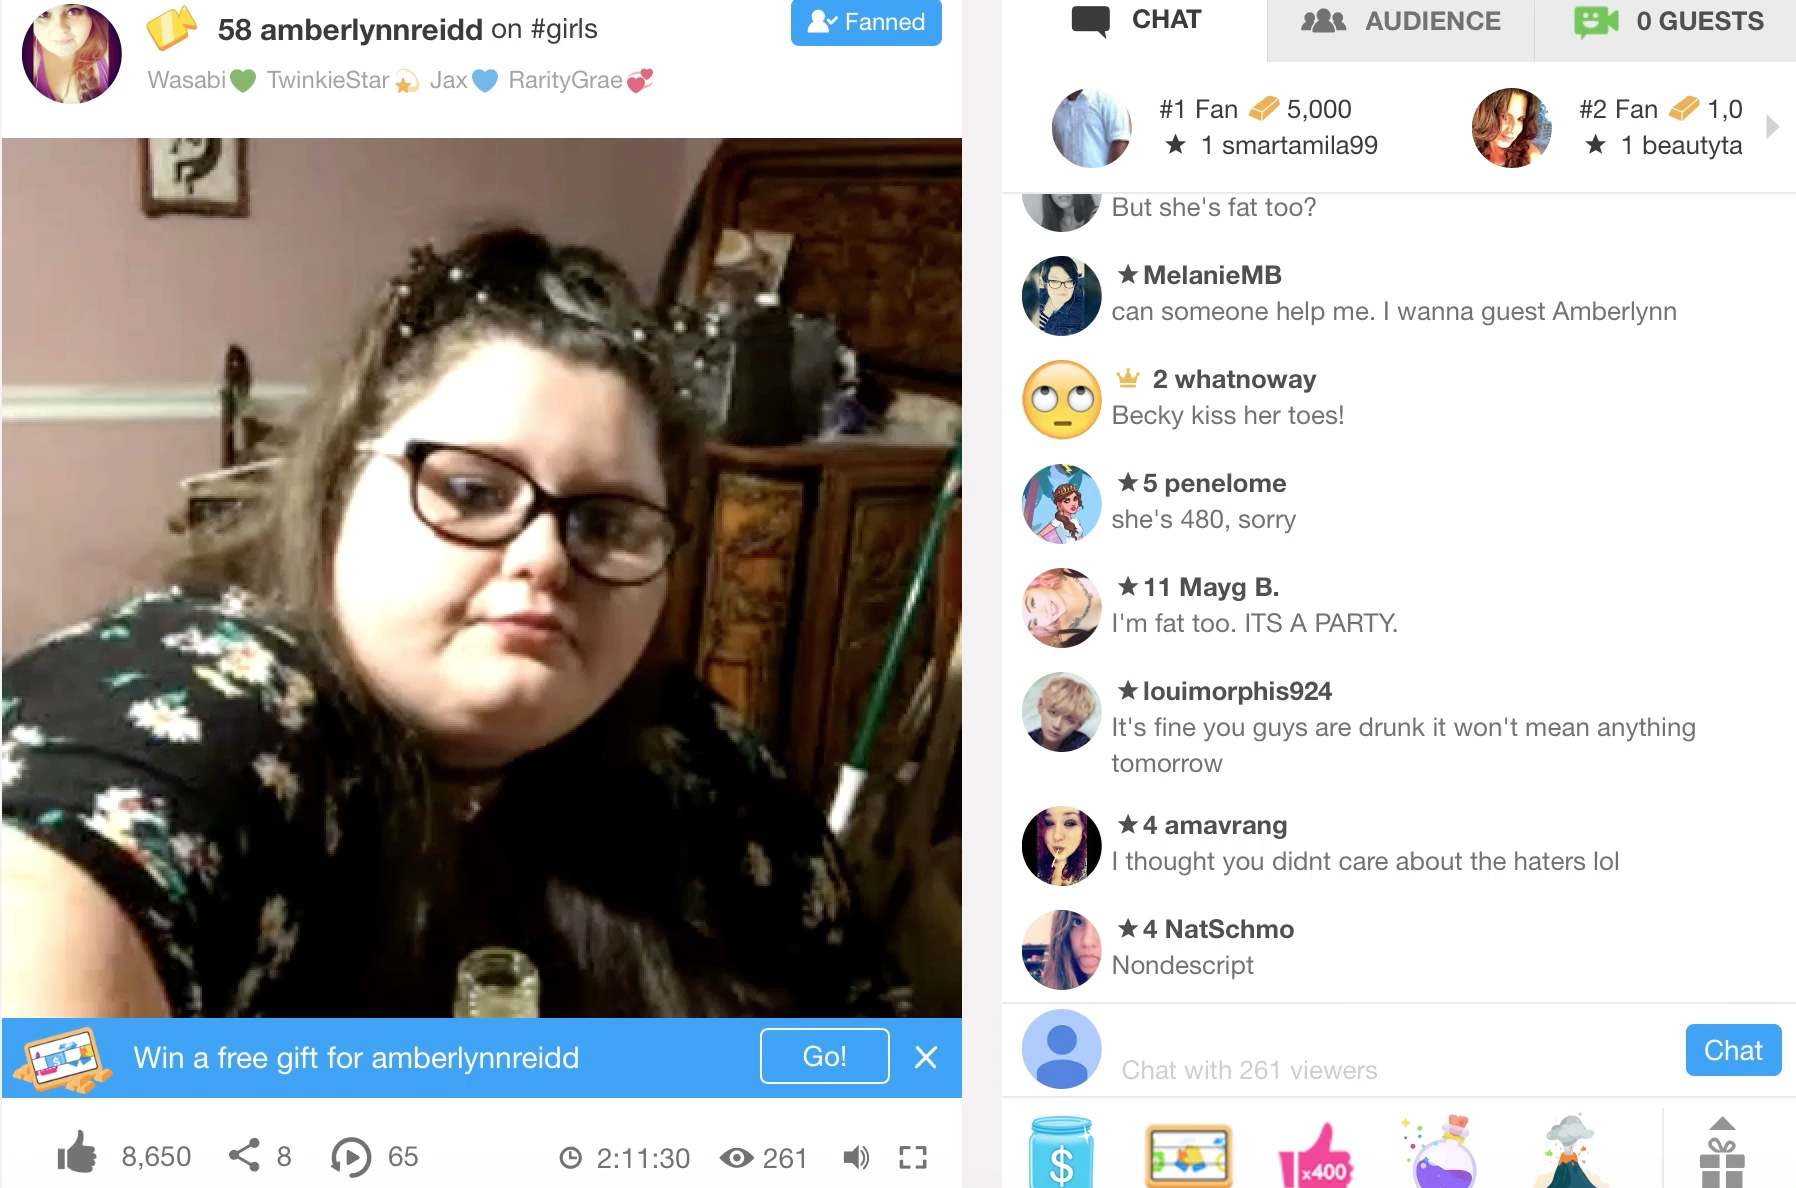 58 amberlynnreidd on #girls
Fanned
Wasabi💚 TwinkieStar💫 Jax💙 RarityGrae💞
CHAT
AUDIENCE
0 GUESTS
#1 Fan 5,000
★ 1 smartamila99
#2 Fan 1,0
★ 1 beautyta
But she's fat too?
★ MelanieMB
can someone help me. I wanna guest Amberlynn
2 whatnoway
Becky kiss her toes!
★ 5 penelome
she's 480, sorry
★ 11 Mayg B.
I'm fat too. ITS A PARTY.
★ louimorphis924
It's fine you guys are drunk it won't mean anything
tomorrow
★ 4 amavrang
I thought you didnt care about the haters lol
★ 4 NatSchmo
Nondescript
Chat with 261 viewers
Chat
Win a free gift for amberlynnreidd
Go!
8,650
8
65
2:11:30
261
$
x400